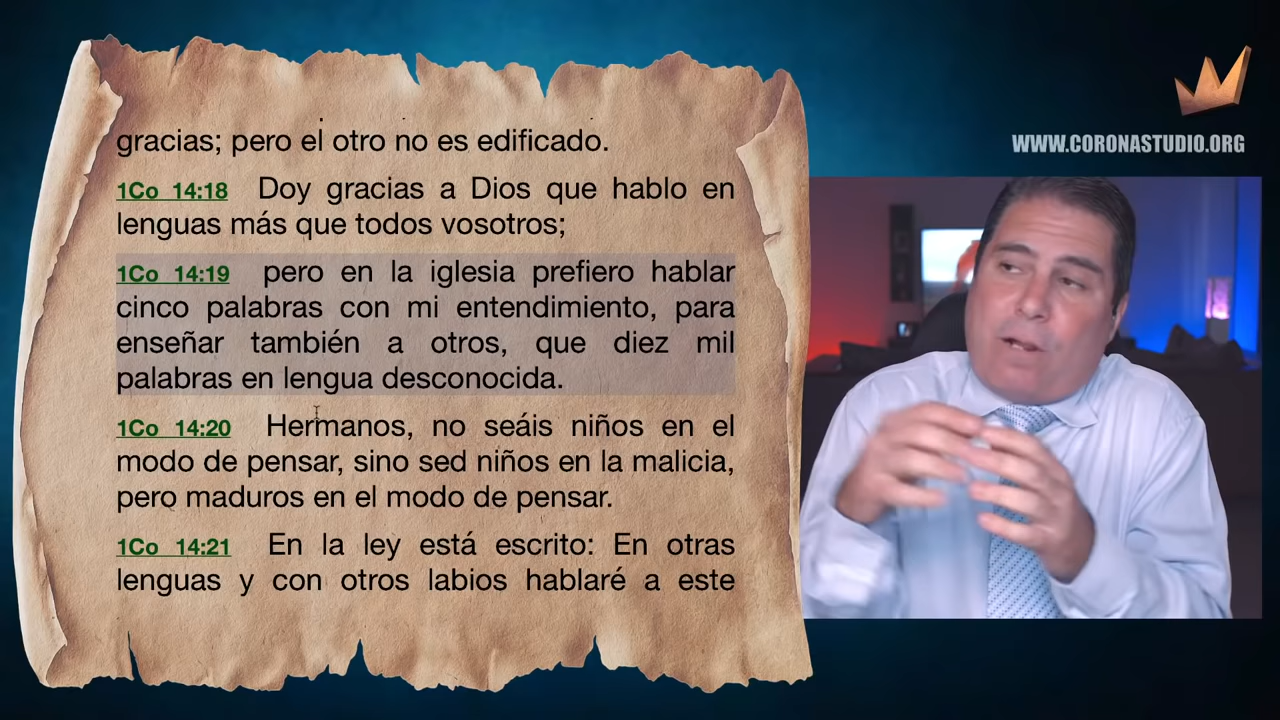 gracias; pero el otro no es edificado.
1Co 14:18 Doy gracias a Dios que hablo en
lenguas más que todos vosotros;
1Co 14:19 pero en la iglesia prefiero hablar
cinco palabras con mi entendimiento, para
enseñar también a otros, que diez mil
palabras en lengua desconocida.
1Co 14:20 Hermanos, no seáis niños en el
modo de pensar, sino sed niños en la malicia,
pero maduros en el modo de pensar.
1Co 14:21 En la ley está escrito: En otras
lenguas y con otros labios hablaré a este
WWW.CORONASTUDIO.ORG